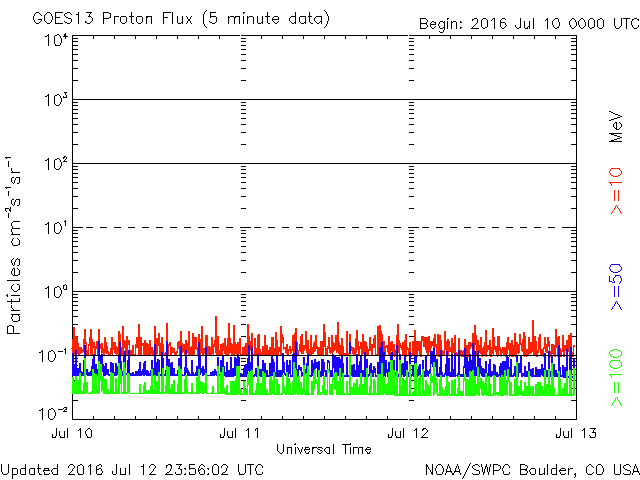 GOES13 Proton Flux (5 minute data)
Begin: 2016 Jul 10 0000 UTC
Particles cm⁻²s⁻¹sr⁻¹
10⁴
10³
10²
10¹
10⁰
10⁻¹
10⁻²
Jul 10
Jul 11
Jul 12
Jul 13
Universal Time
MeV
>=10
>=50
>=100
Updated 2016 Jul 12 23:56:02 UTC
NOAA/SWPC Boulder, CO USA